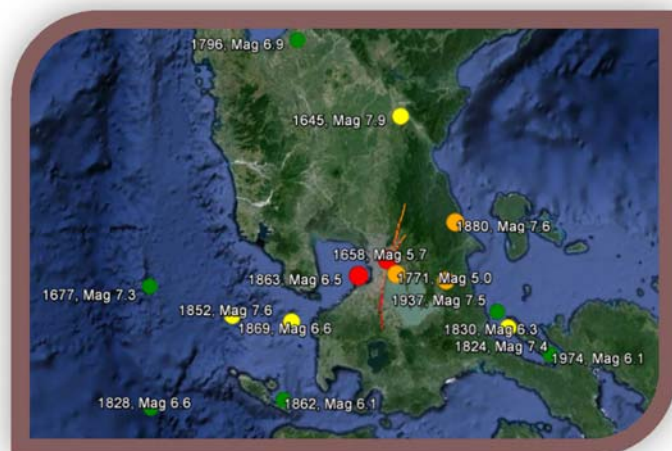 1796, Mag 6.9
1645, Mag 7.9
1880, Mag 7.6
1658, Mag 5.7
1863, Mag 6.5
1771, Mag 5.0
1677, Mag 7.3
1937, Mag 7.5
1852, Mag 7.6
1869, Mag 6.6
1830, Mag 6.3
1824, Mag 7.4
1974, Mag 6.1
1828, Mag 6.6
1862, Mag 6.1